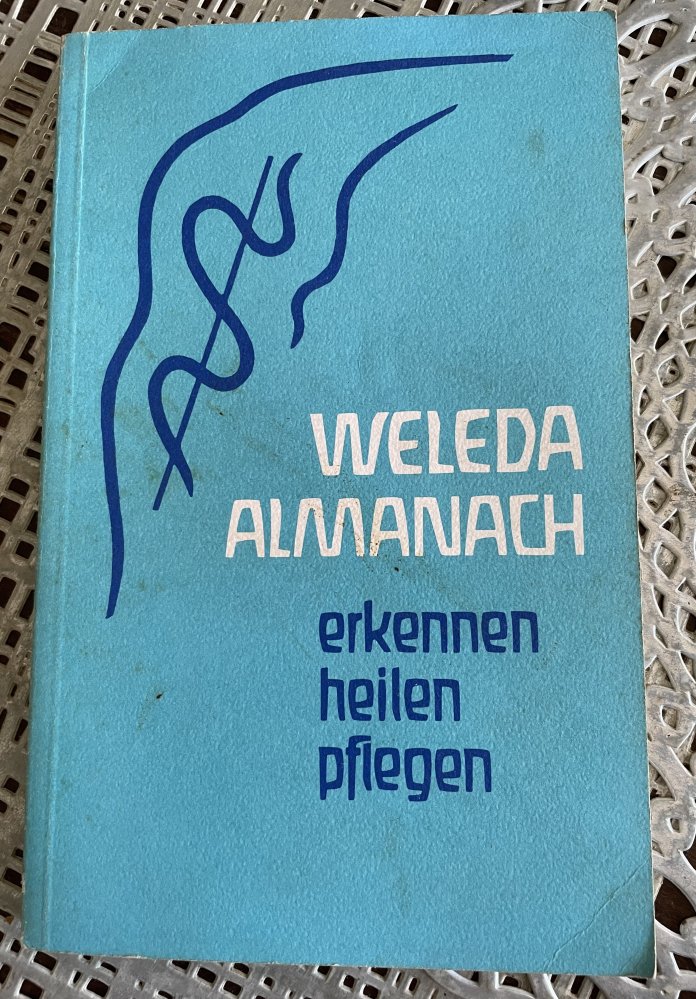 WELEDA
ALMANACH
erkennen
heilen
pflegen